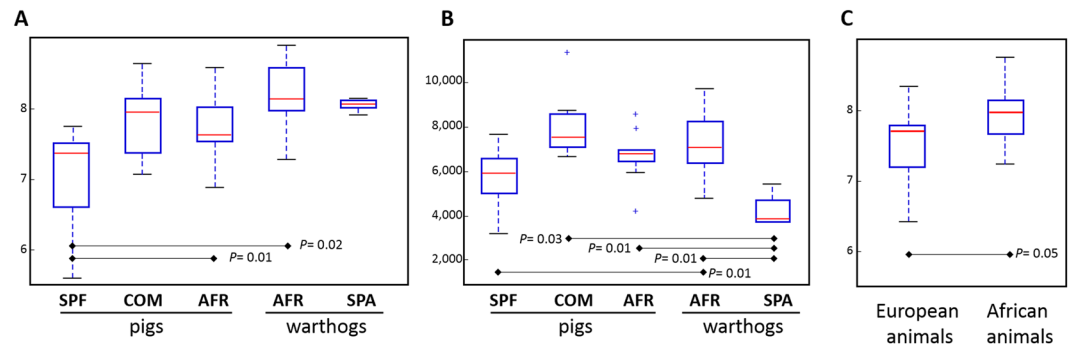 A
8
7
6
P= 0.02
P= 0.01
SPF COM AFR AFR SPA
pigs warthogs
B
10,000
8,000
6,000
4,000
2,000
P= 0.03
P= 0.01
P= 0.01
P= 0.01
SPF COM AFR AFR SPA
pigs warthogs
C
8
7
6
P= 0.05
European African
animals animals